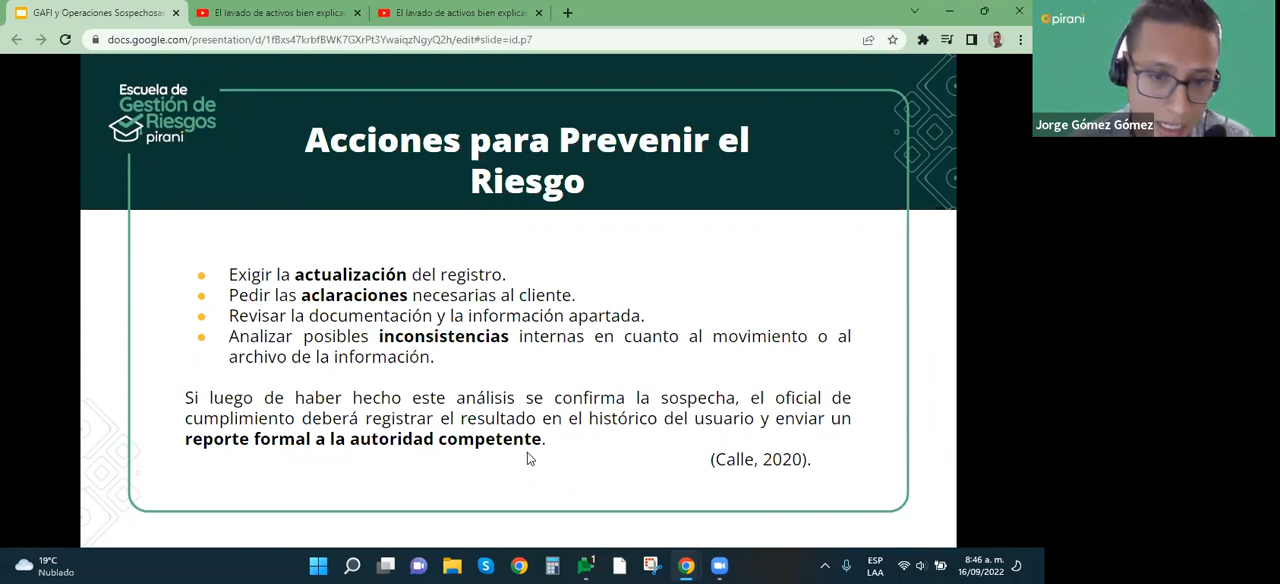 GAFI y Operaciones Sospechosas
El lavado de activos bien explica
El lavado de activos bien explica
docs.google.com/presentation/d/1fBxs47krbfBWK7GXrPt3YwaiqzNgyQ2h/edit#slide=id.p7
pirani
Jorge Gómez Gómez
Escuela de
Gestión de
Riesgos
pirani
Acciones para Prevenir el
Riesgo
Exigir la actualización del registro.
Pedir las aclaraciones necesarias al cliente.
Revisar la documentación y la información apartada.
Analizar posibles inconsistencias internas en cuanto al movimiento o al
archivo de la información.
Si luego de haber hecho este análisis se confirma la sospecha, el oficial de
cumplimiento deberá registrar el resultado en el histórico del usuario y enviar un
reporte formal a la autoridad competente.
(Calle, 2020).
19°C
Nublado
1
ESP
LAA
8:46 a. m.
16/09/2022